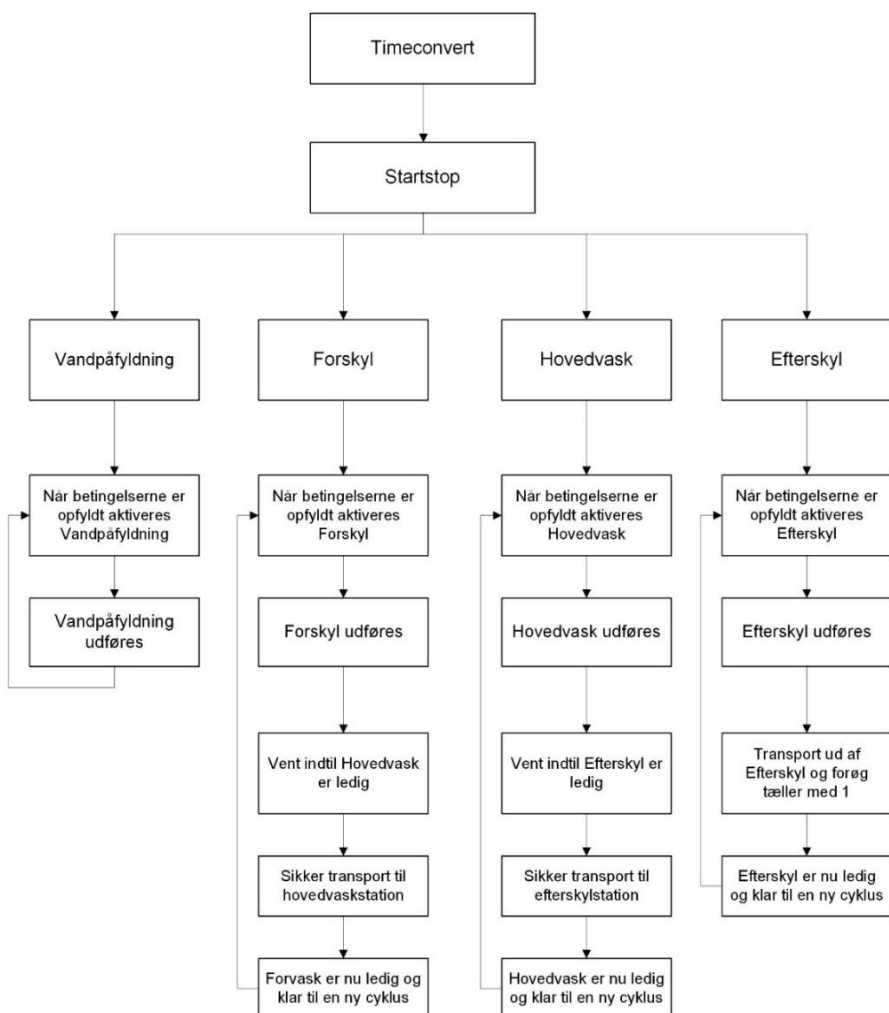 Timeconvert
Startstop
Vandpåfyldning
Forskyl
Hovedvask
Efterskyl
Når betingelserne er
opfyldt aktiveres
Vandpåfyldning
Når betingelserne er
opfyldt aktiveres
Forskyl
Når betingelserne er
opfyldt aktiveres
Hovedvask
Når betingelserne er
opfyldt aktiveres
Efterskyl
Vandpåfyldning
udføres
Forskyl udføres
Hovedvask udføres
Efterskyl udføres
Vent indtil Hovedvask
er ledig
Vent indtil Efterskyl er
ledig
Transport ud af
Efterskyl og forøg
tæller med 1
Sikker transport til
hovedvaskstation
Sikker transport til
efterskylstation
Efterskyl er nu ledig
og klar til en ny cyklus
Forvask er nu ledig og
klar til en ny cyklus
Hovedvask er nu ledig
og klar til en ny cyklus